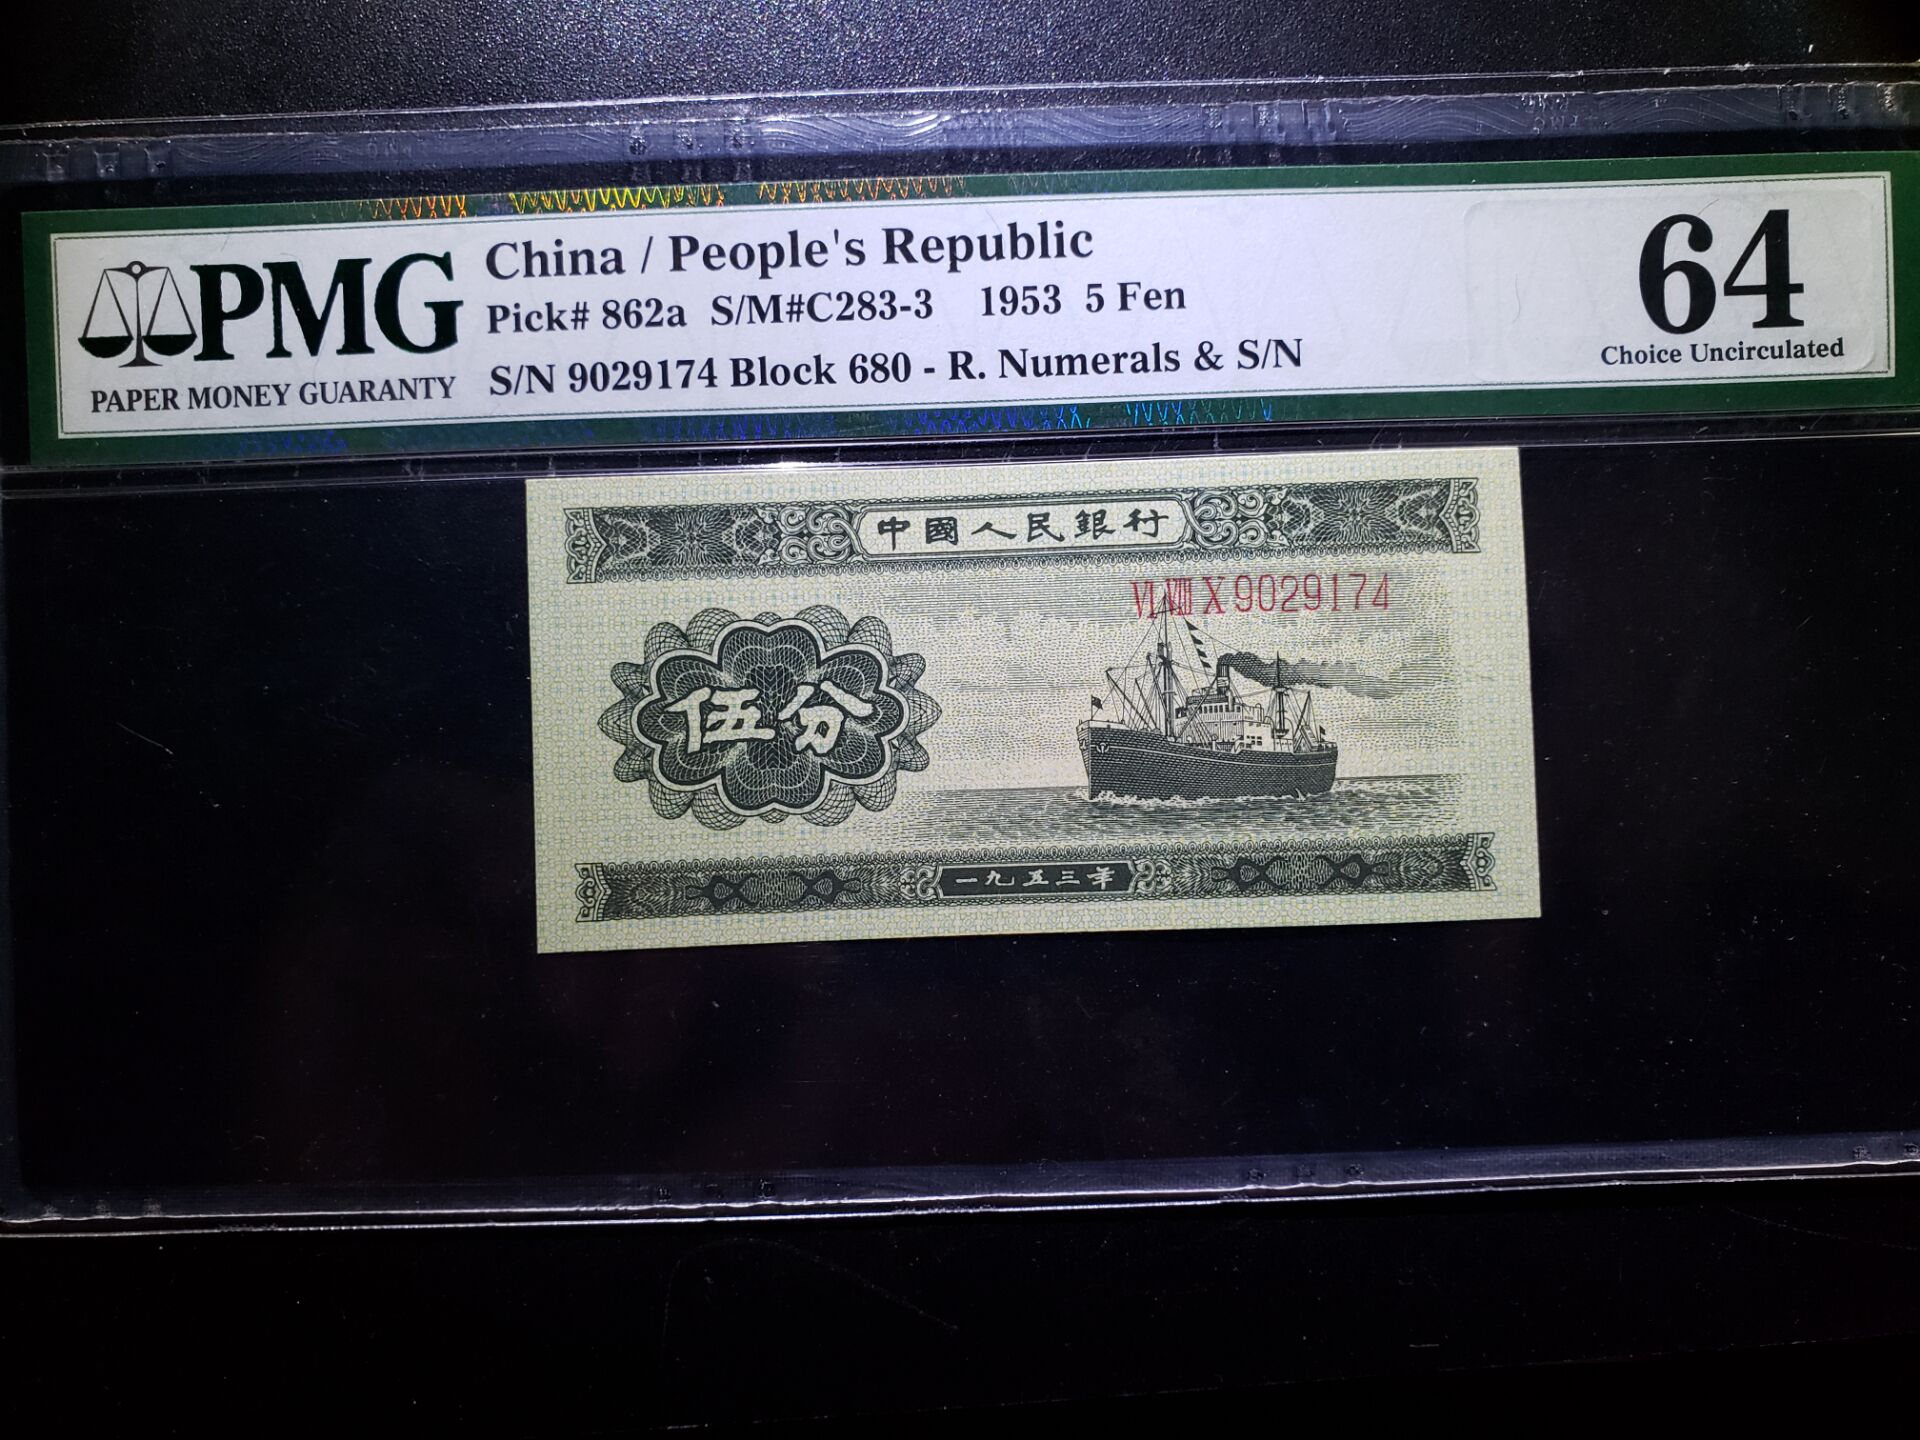 PMG
PAPER MONEY GUARANTY
China / People's Republic
Pick# 862a S/M#C283-3 1953 5 Fen
S/N 9029174 Block 680 - R. Numerals & S/N
64
Choice Uncirculated
中國人民銀行
VI VIII X 9029174
伍分
一九五三年